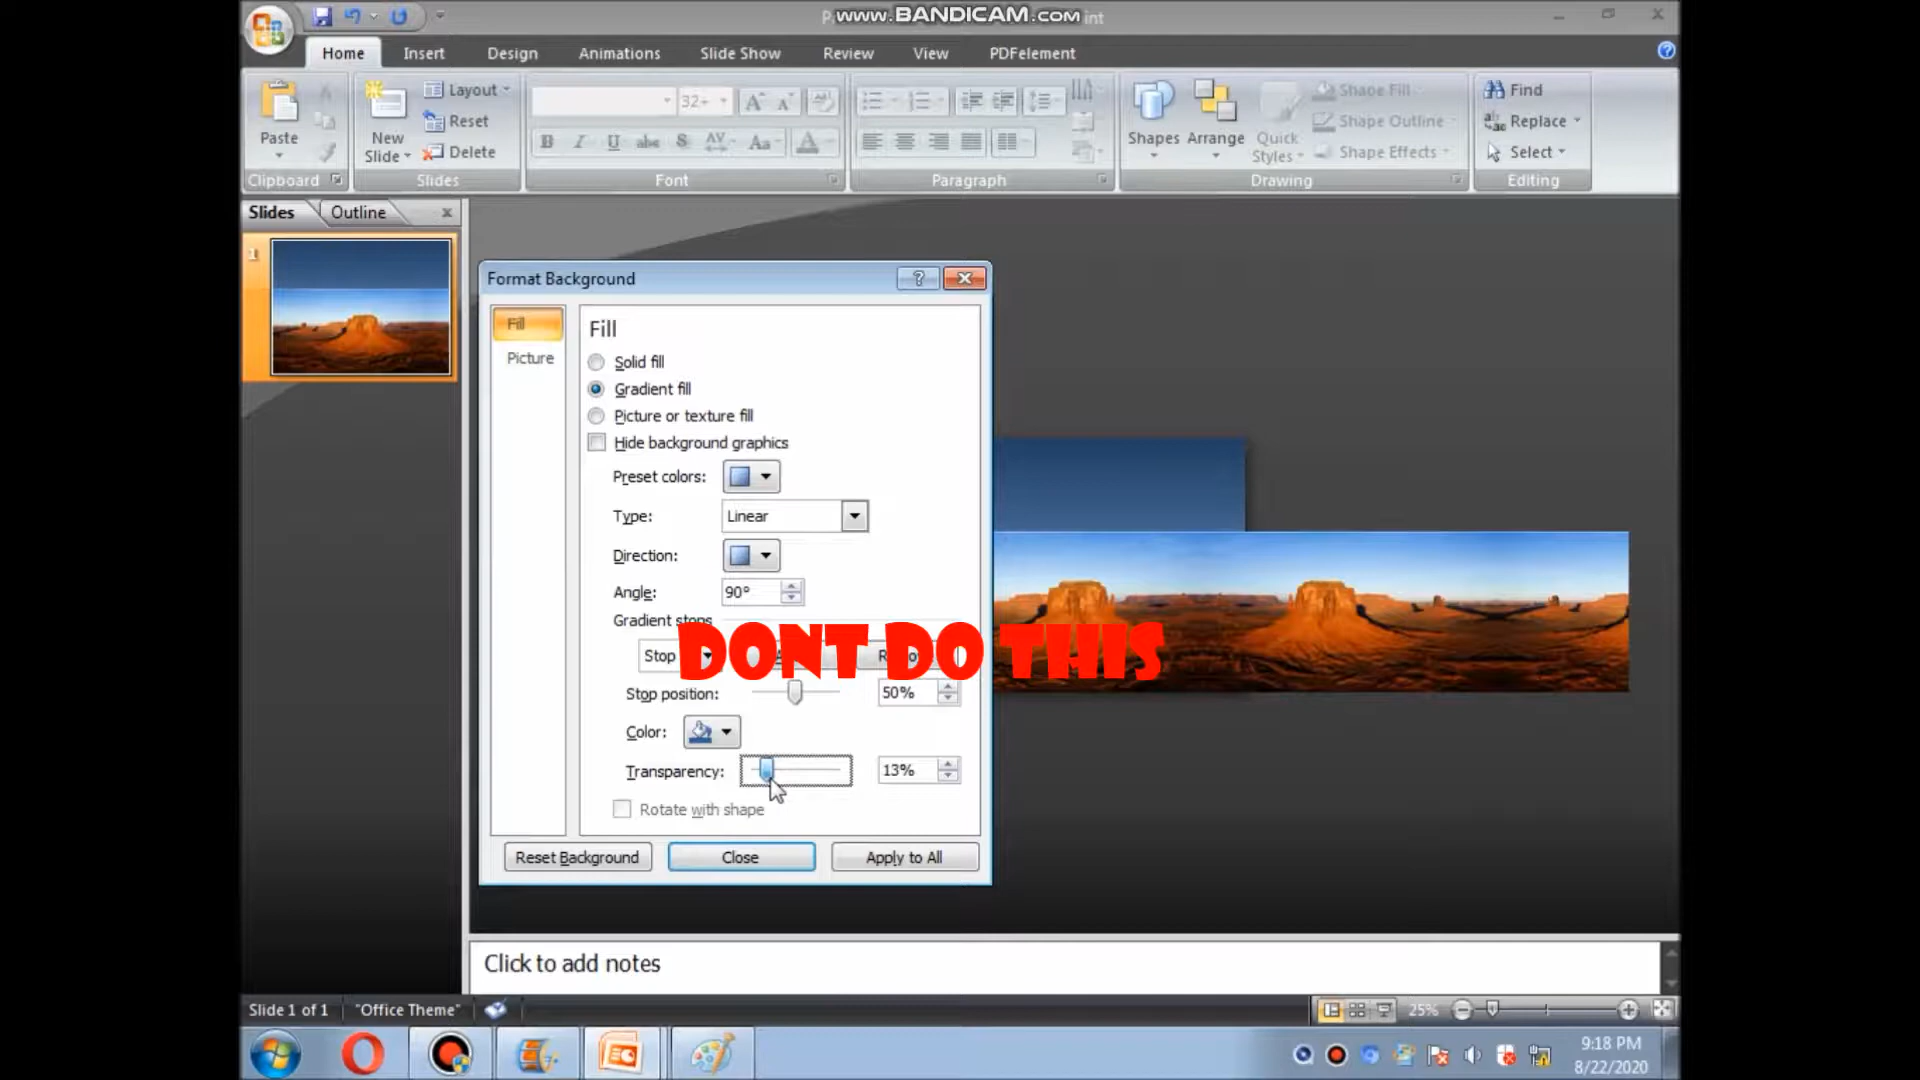 www.BANDICAM.com
Home Insert Design Animations Slide Show Review View PDFelement
Paste
Clipboard
New Slide
Layout
Reset
Delete
Slides
32+
B I U abc S AV Aa A
Font
Paragraph
Shapes Arrange Quick Styles
Shape Fill
Shape Outline
Shape Effects
Drawing
Find
Replace
Select
Editing
Slides Outline
1
Format Background
Fill
Picture
Fill
Solid fill
Gradient fill
Picture or texture fill
Hide background graphics
Preset colors:
Type: Linear
Direction:
Angle: 90°
Gradient stops
Stop
DONT DO THIS
Stop position: 50%
Color:
Transparency: 13%
Rotate with shape
Reset Background Close Apply to All
Click to add notes
Slide 1 of 1 "Office Theme" 25%
9:18 PM
8/22/2020